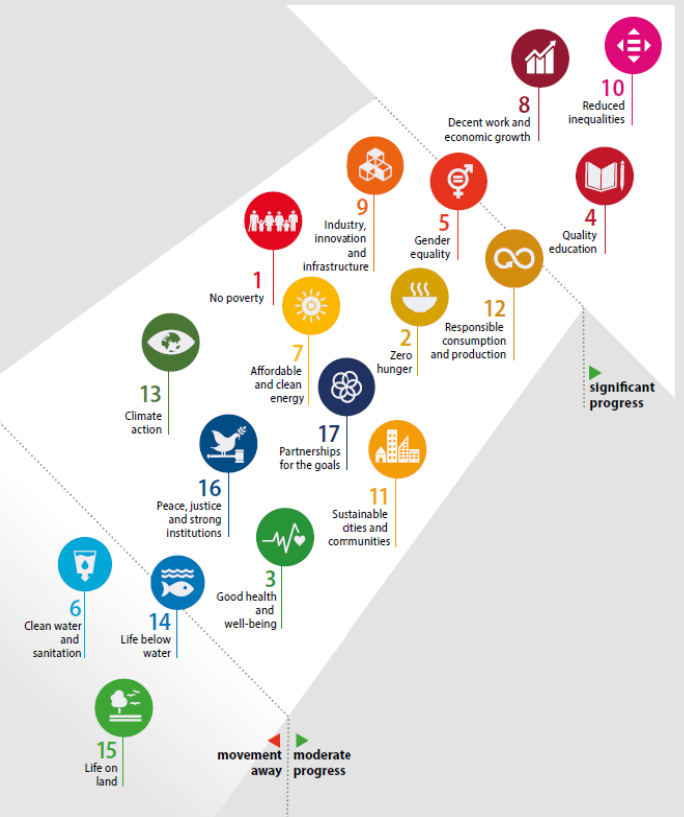 10
Reduced
inequalities
8
Decent work and
economic growth
4
Quality
education
9
Industry,
innovation
and
infrastructure
5
Gender
equality
1
No poverty
12
Responsible
consumption
and production
2
Zero
hunger
7
Affordable
and clean
energy
significant
progress
13
Climate
action
17
Partnerships
for the goals
16
Peace, justice
and strong
institutions
11
Sustainable
cities and
communities
3
Good health
and
well-being
6
Clean water
and
sanitation
14
Life below
water
15
Life on
land
movement
away
moderate
progress